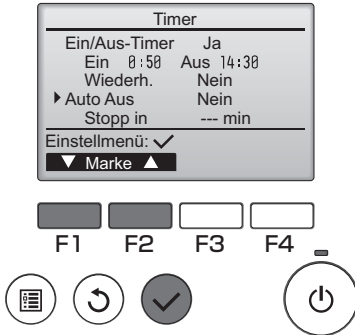 Timer
Ein/Aus-Timer Ja
Ein 0:50 Aus 14:30
Wiederh. Nein
Auto Aus Nein
Stopp in --- min
Einstellmenü:
Marke
F1 F2 F3 F4